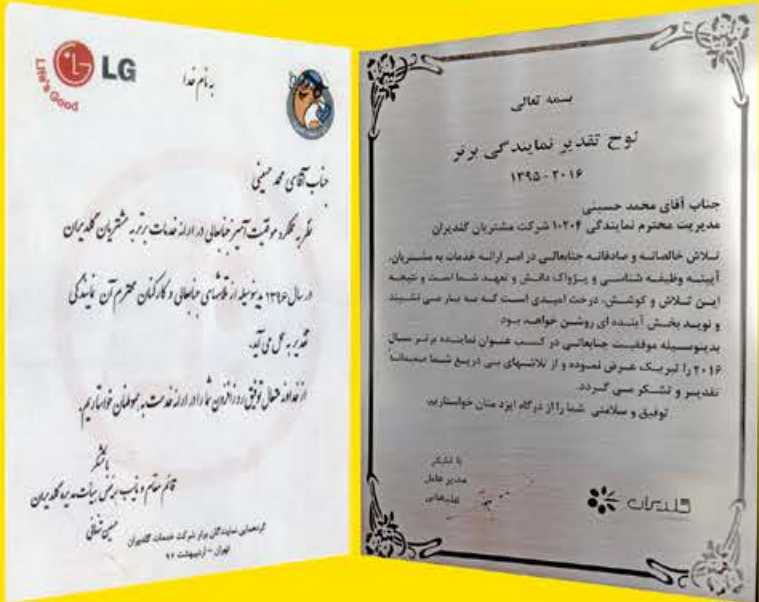 LG
Life's Good
به نام خدا
جناب آقای محمد حسینی
نظر به عملکرد موفقیت آمیز جنابعالی در ارائه خدمات برتر به مشتریان گلدیران
در سال ۱۳۹۶ بدینوسیله از تلاشهای جنابعالی و کارکنان محترم آن نمایندگی
تقدیر به عمل می آید.
از خداوند متعال توفیق روزافزون شما را در ارائه خدمت به هموطنان خواستاریم.
با تشکر
قائم مقام و نایب رئیس هیأت مدیره گلدیران
گردهمایی نمایندگان برتر شرکت خدمات گلدیران
تهران - اردیبهشت ۹۷
بسمه تعالی
لوح تقدیر نمایندگی برتر
۱۳۹۵-۲۰۱۶
جناب آقای محمد حسینی
مدیریت محترم نمایندگی ۱۰۲۰۴ شرکت مشتریان گلدیران
تلاش خالصانه و صادقانه جنابعالی در امر ارائه خدمات به مشتریان،
آیینه وظیفه شناسی و پژواک دانش و تعهد شما است و نتیجه
این تلاش و کوشش، درخت امیدی است که به بار می نشیند
و نوید بخش آینده ای روشن خواهد بود
بدینوسیله موفقیت جنابعالی در کسب عنوان نماینده برتر سال
۲۰۱۶ را تبریک عرض نموده و از تلاشهای بی دریغ شما صمیمانه
تقدیر و تشکر می گردد.
توفیق و سلامتی شما را از درگاه ایزد منان خواستاریم.
با تشکر
مدیر عامل
گلدیران